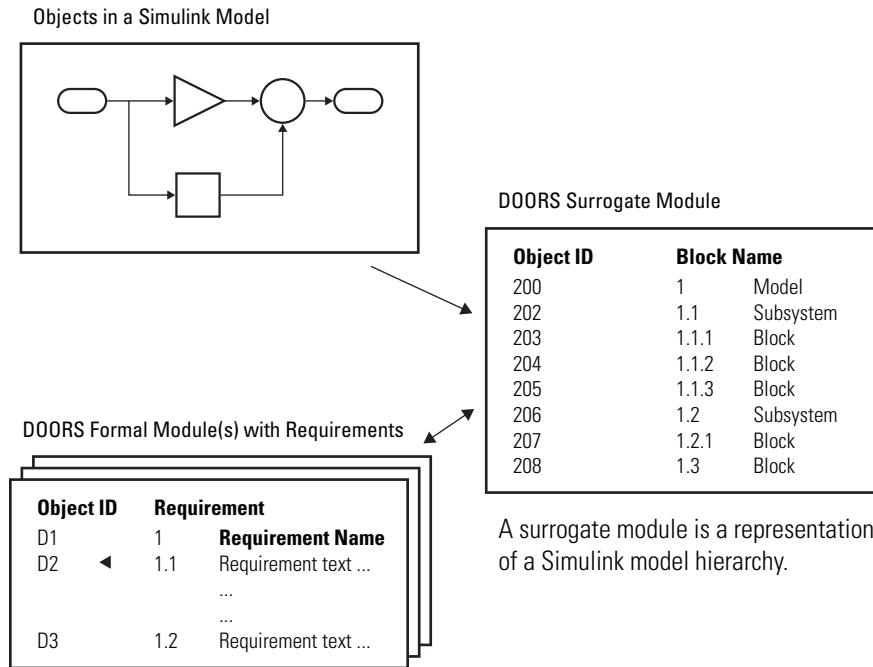 Objects in a Simulink Model
DOORS Surrogate Module
Object ID Block Name
200 1 Model
202 1.1 Subsystem
203 1.1.1 Block
204 1.1.2 Block
205 1.1.3 Block
206 1.2 Subsystem
207 1.2.1 Block
208 1.3 Block
A surrogate module is a representation
of a Simulink model hierarchy.
DOORS Formal Module(s) with Requirements
Object ID Requirement
D1 1 Requirement Name
D2 ◄ 1.1 Requirement text ...
...
...
D3 1.2 Requirement text ...